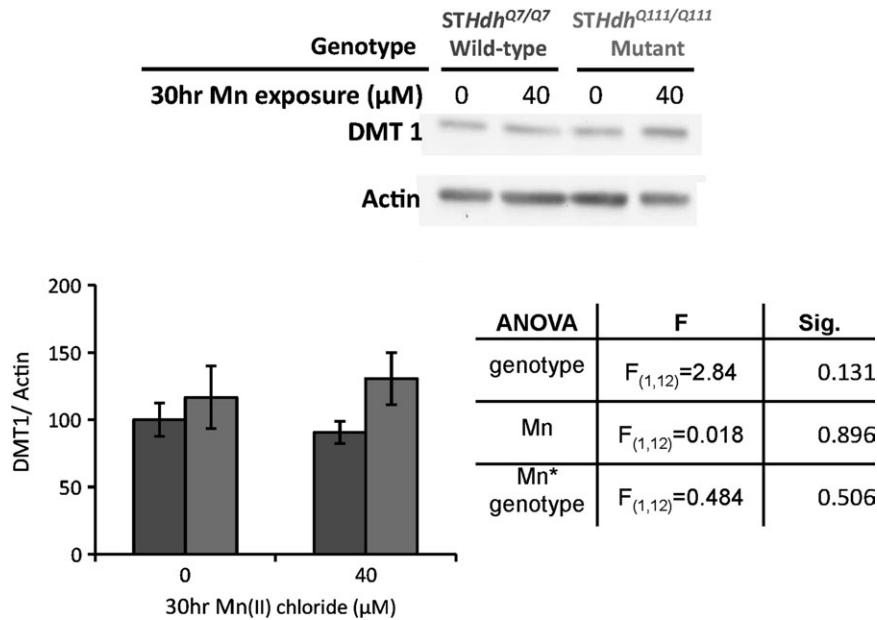 STHdhQ7/Q7 STHdhQ111/Q111
Genotype Wild-type Mutant
30hr Mn exposure (µM) 0 40 0 40
DMT 1
Actin
200
150
100
50
0
DMT1/ Actin
0 40
30hr Mn(II) chloride (µM)
ANOVA F Sig.
genotype F(1,12)=2.84 0.131
Mn F(1,12)=0.018 0.896
Mn*
genotype F(1,12)=0.484 0.506